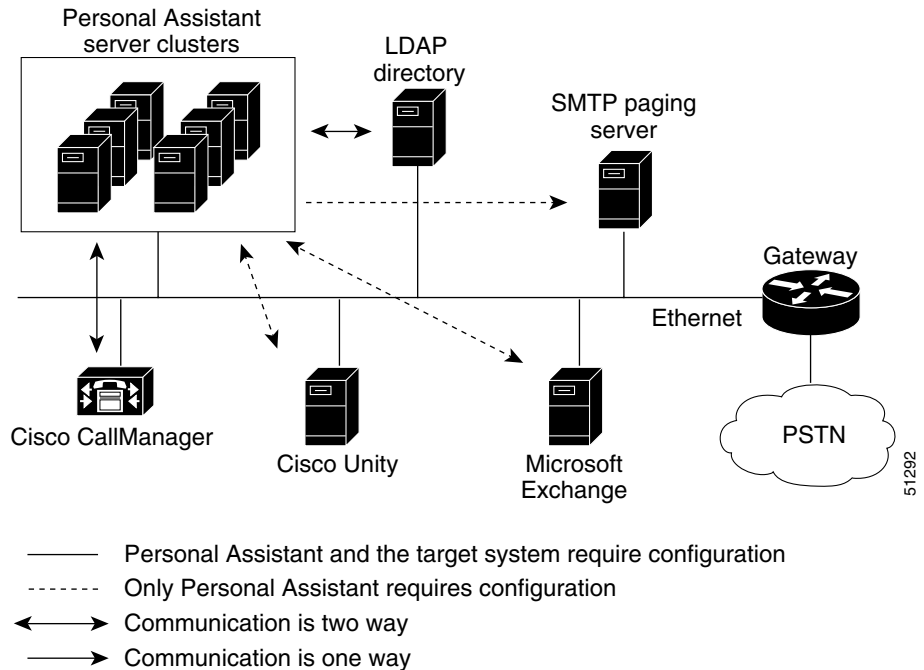 Personal Assistant
server clusters
LDAP
directory
SMTP paging
server
Gateway
Ethernet
Cisco CallManager
Cisco Unity
Microsoft
Exchange
PSTN
51292
Personal Assistant and the target system require configuration
Only Personal Assistant requires configuration
Communication is two way
Communication is one way